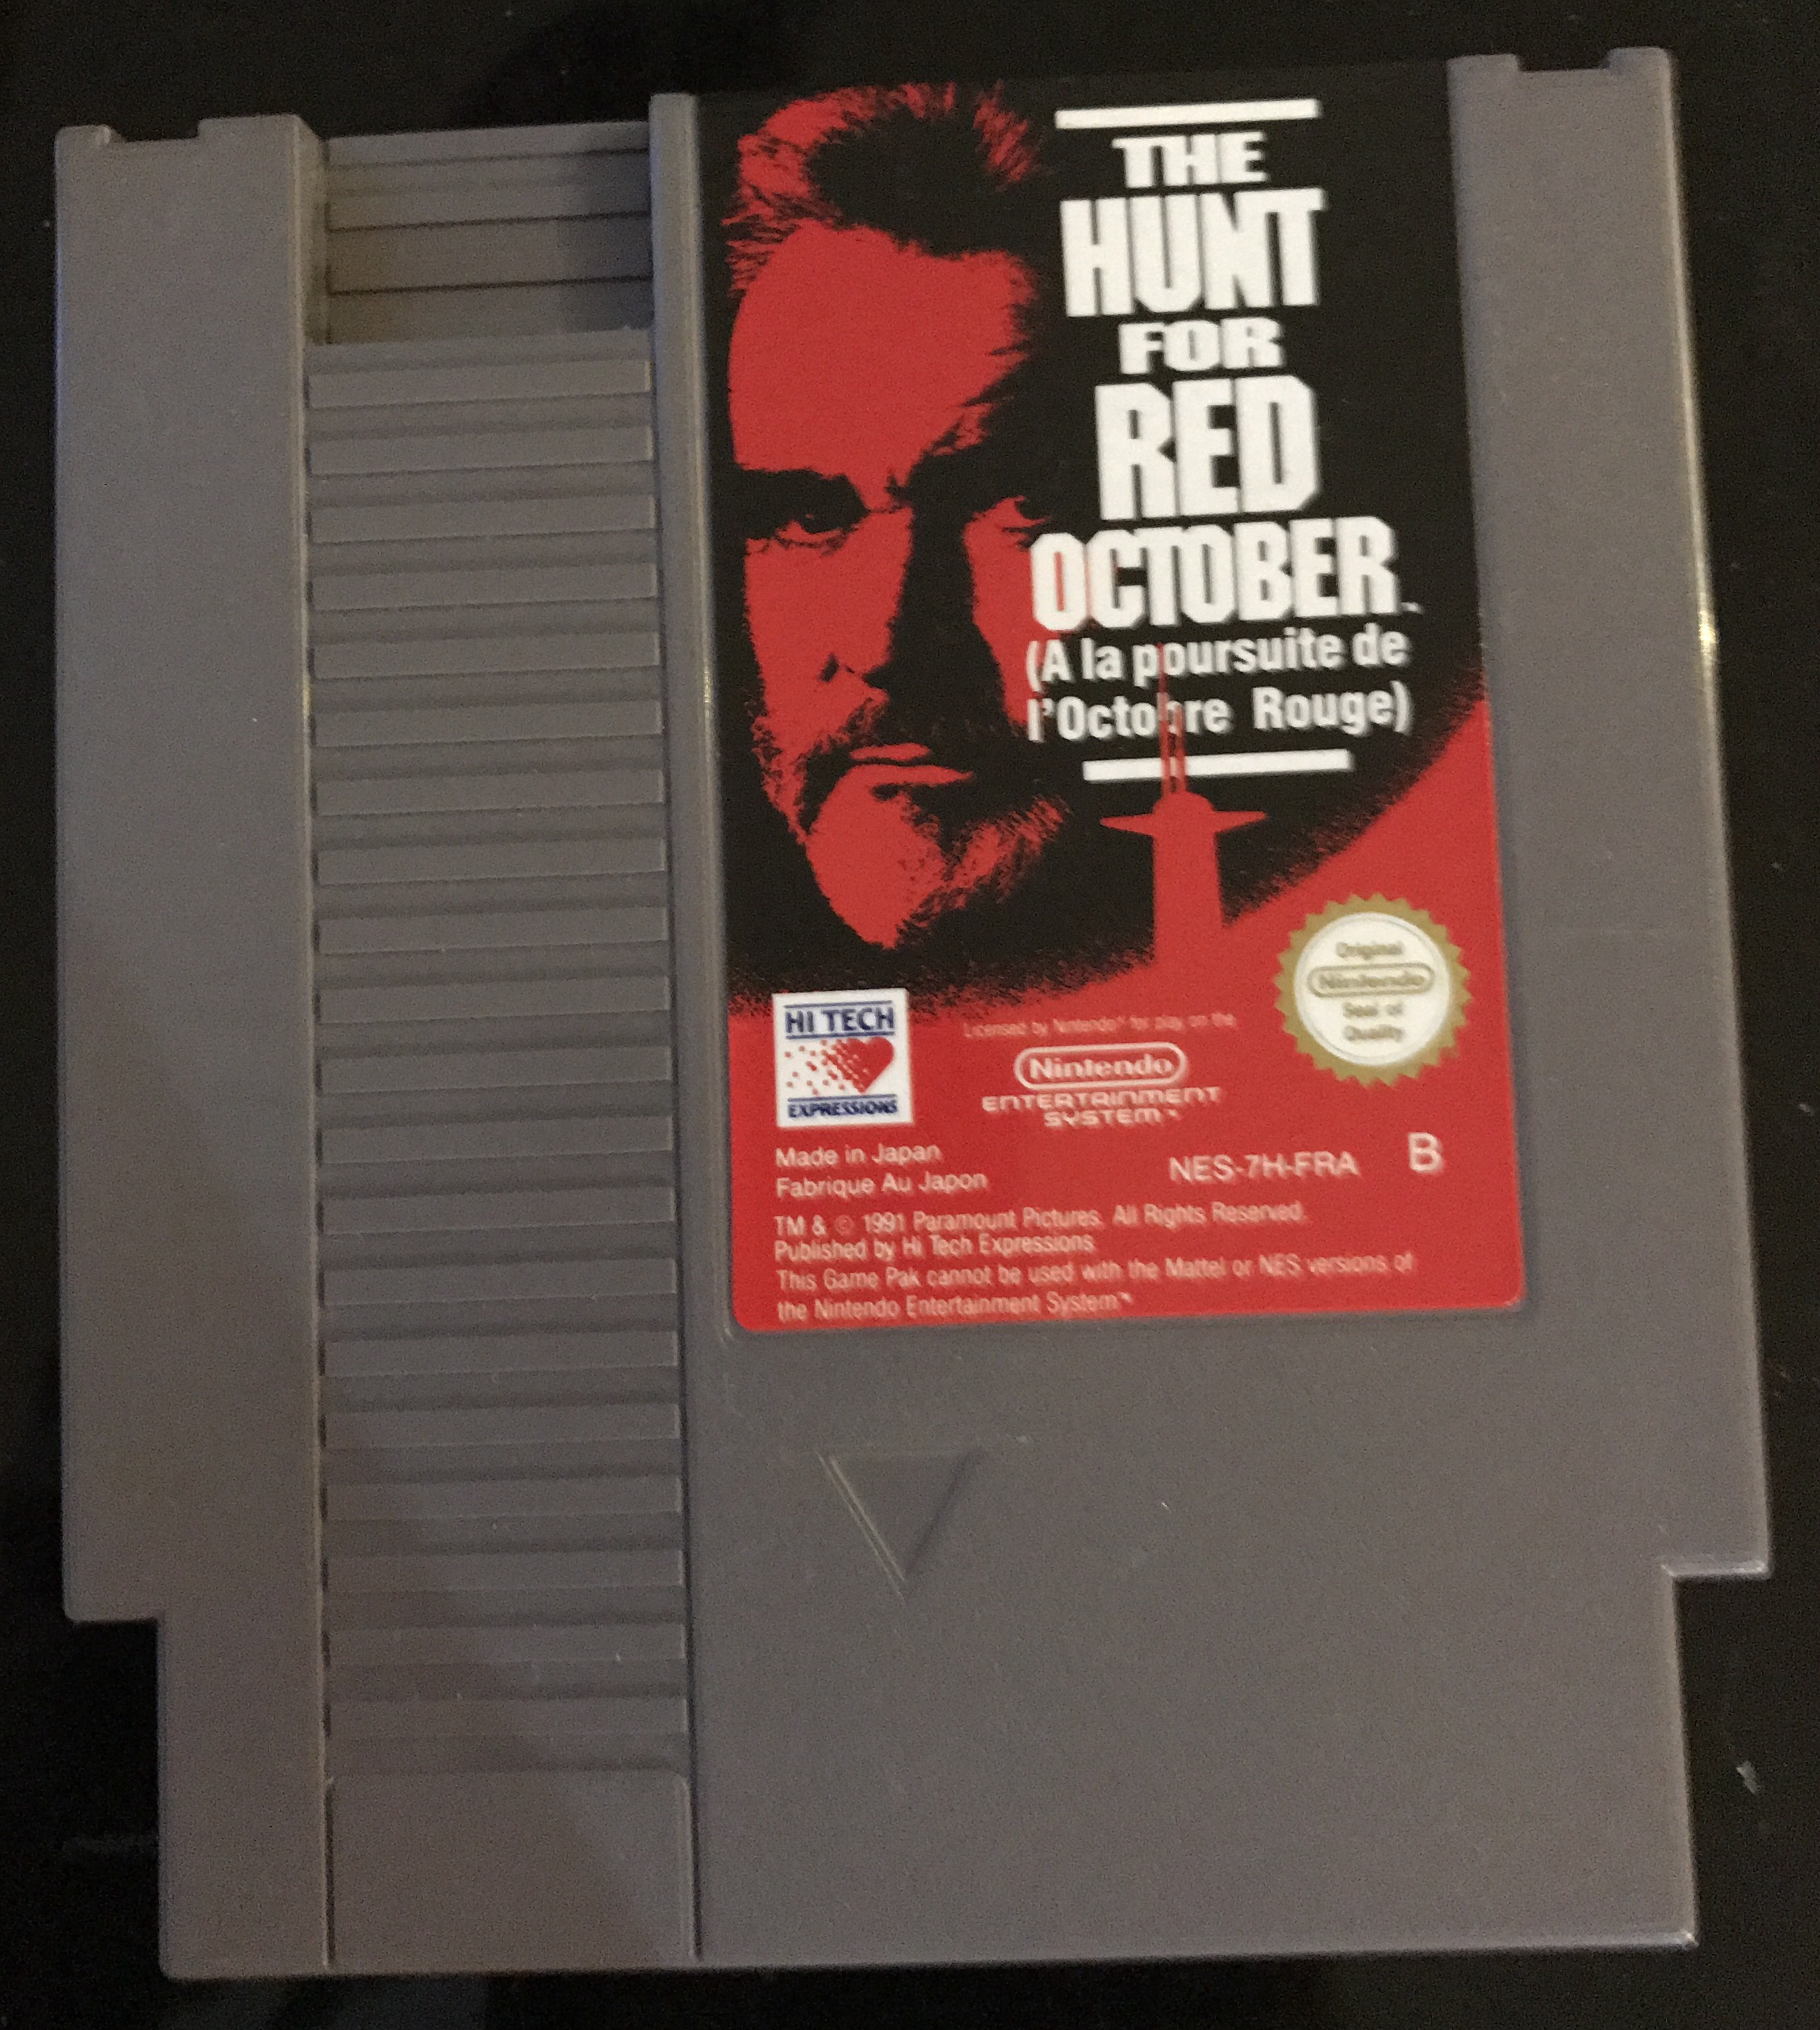 THE
HUNT
FOR
RED
OCTOBER™
(A la poursuite de
l'Octobre Rouge)
Original
Nintendo
Seal of
Quality
HI TECH
EXPRESSIONS
Licensed by Nintendo® for play on the
Nintendo
ENTERTAINMENT
SYSTEM™
Made in Japan
Fabrique Au Japon
NES-7H-FRA B
TM & © 1991 Paramount Pictures. All Rights Reserved.
Published by Hi Tech Expressions
This Game Pak cannot be used with the Mattel or NES versions of
the Nintendo Entertainment System™